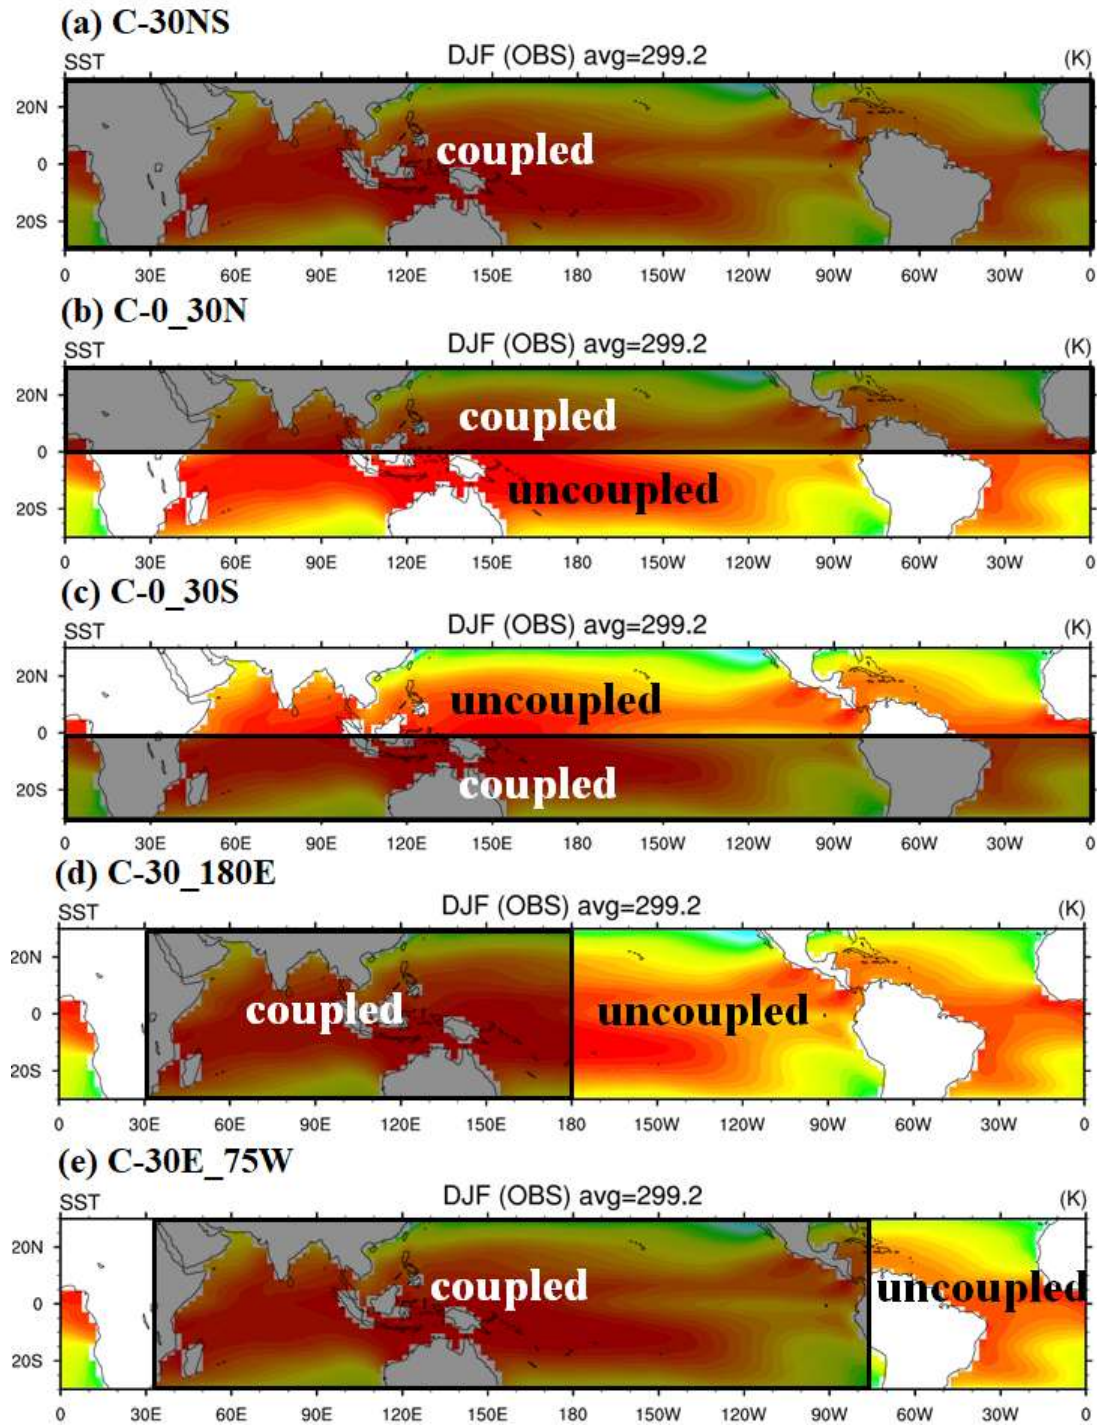 (a) C-30NS
SST DJF (OBS) avg=299.2 (K)
20N
coupled
0
20S
0 30E 60E 90E 120E 150E 180 150W 120W 90W 60W 30W 0
(b) C-0_30N
SST DJF (OBS) avg=299.2 (K)
20N
coupled
0
uncoupled
20S
0 30E 60E 90E 120E 150E 180 150W 120W 90W 60W 30W 0
(c) C-0_30S
SST DJF (OBS) avg=299.2 (K)
20N
uncoupled
0
coupled
20S
0 30E 60E 90E 120E 150E 180 150W 120W 90W 60W 30W 0
(d) C-30_180E
SST DJF (OBS) avg=299.2 (K)
20N
0 coupled uncoupled
20S
0 30E 60E 90E 120E 150E 180 150W 120W 90W 60W 30W 0
(e) C-30E_75W
SST DJF (OBS) avg=299.2 (K)
20N
coupled uncoupled
0
20S
0 30E 60E 90E 120E 150E 180 150W 120W 90W 60W 30W 0